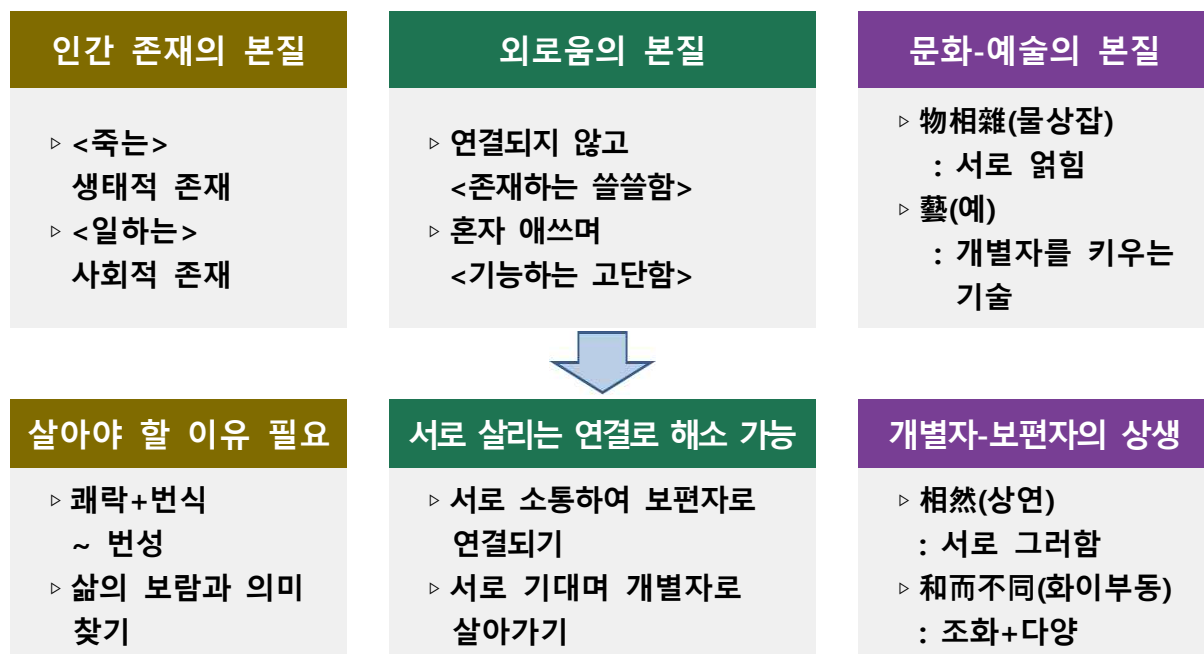 인간 존재의 본질
▹ <죽는>
생태적 존재
▹ <일하는>
사회적 존재
외로움의 본질
▹ 연결되지 않고
<존재하는 쓸쓸함>
▹ 혼자 애쓰며
<기능하는 고단함>
문화-예술의 본질
▹ 物相雜(물상잡)
: 서로 얽힘
▹ 藝(예)
: 개별자를 키우는
기술
살아야 할 이유 필요
▹ 쾌락+번식
~ 번성
▹ 삶의 보람과 의미
찾기
서로 살리는 연결로 해소 가능
▹ 서로 소통하여 보편자로
연결되기
▹ 서로 기대며 개별자로
살아가기
개별자-보편자의 상생
▹ 相然(상연)
: 서로 그러함
▹ 和而不同(화이부동)
: 조화+다양